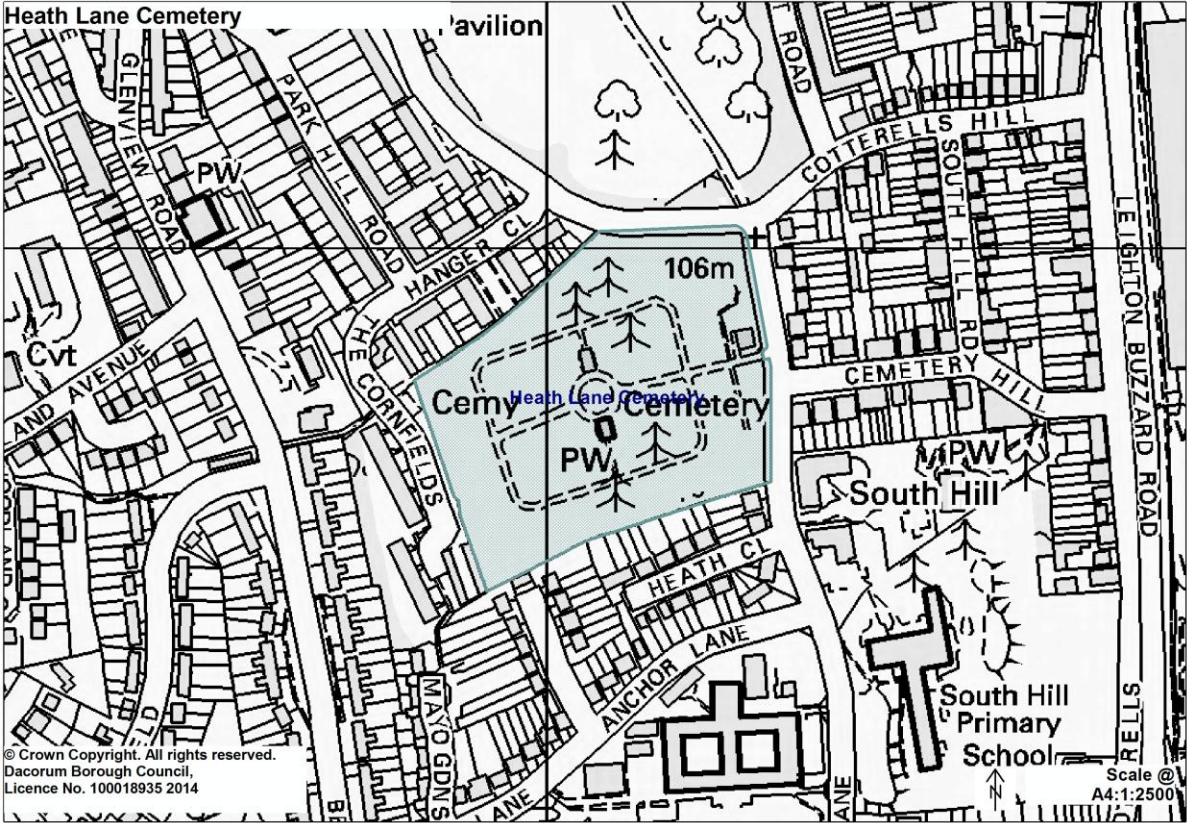 Heath Lane Cemetery
Pavilion
GLENVIEW ROAD
PARK HILL ROAD
ROAD
COTTERELLS HILL
SOUTH HILL RD
LEIGHTON BUZZARD ROAD
PW
HANGER CL
106m
THE CORNFIELDS
Cvt
AND AVENUE
CEMETERY HILL
Cemy
Heath Lane Cemetery
Cemetery
PW
PW
South Hill
HEATH CL
ANCHOR LANE
MAYO GDNS
South Hill
Primary
School
RELLS
LANE
ANE
© Crown Copyright. All rights reserved.
Dacorum Borough Council,
Licence No. 100018935 2014
N
Scale @
A4:1:2500